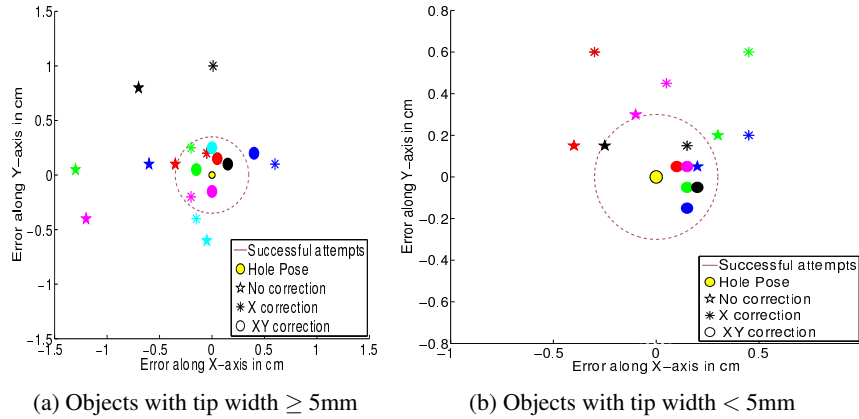 1.5
1
0.5
0
−0.5
−1
−1.5
−1.5 −1 −0.5 0 0.5 1 1.5
Error along Y−axis in cm
Error along X−axis in cm
Successful attempts
Hole Pose
No correction
X correction
XY correction
(a) Objects with tip width ≥ 5mm
0.8
0.6
0.4
0.2
0
−0.2
−0.4
−0.6
−0.8
−1 −0.5 0 0.5
Error along Y−axis in cm
Error along X−axis in cm
Successful attempts
Hole Pose
No correction
X correction
XY correction
(b) Objects with tip width < 5mm